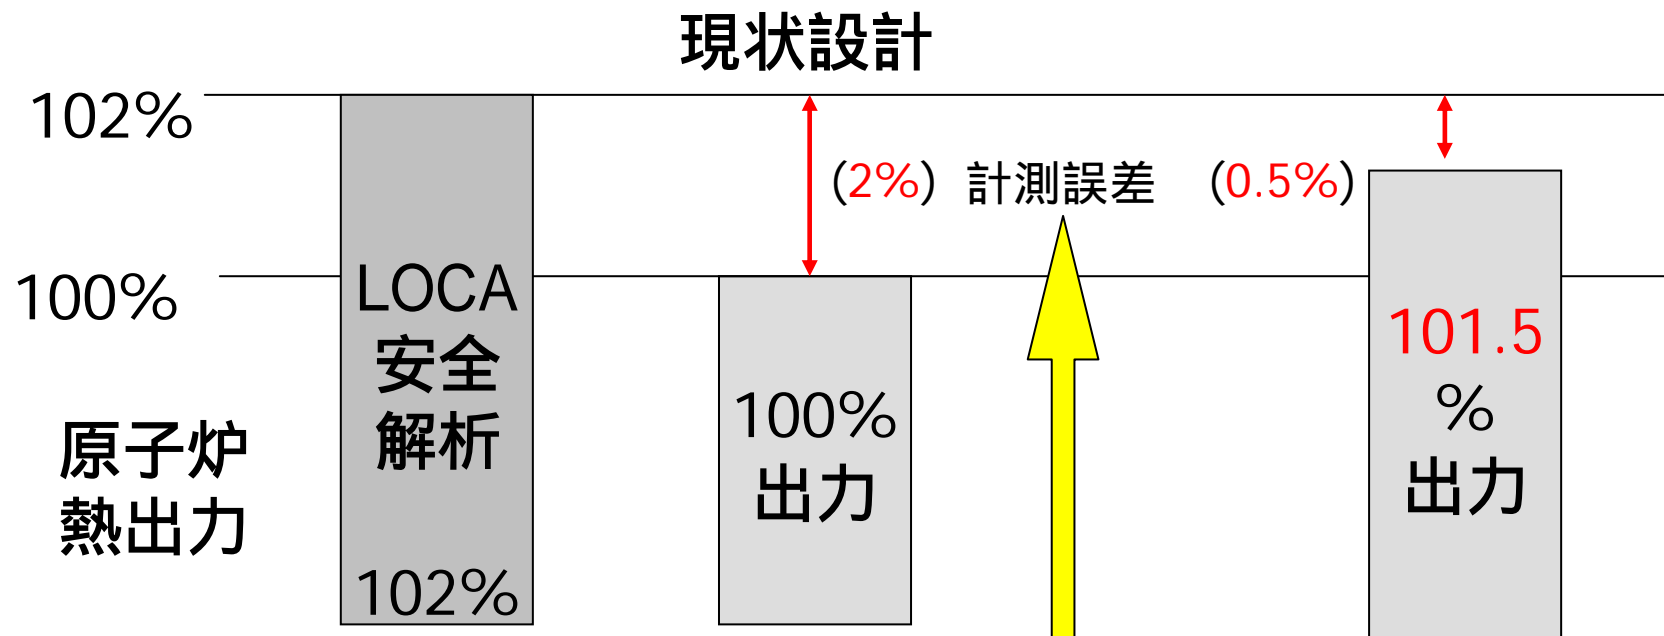 現状設計
102%
(2%) 計測誤差 (0.5%)
100%
LOCA
安全
解析
102%
100%
出力
101.5
%
出力
原子炉
熱出力